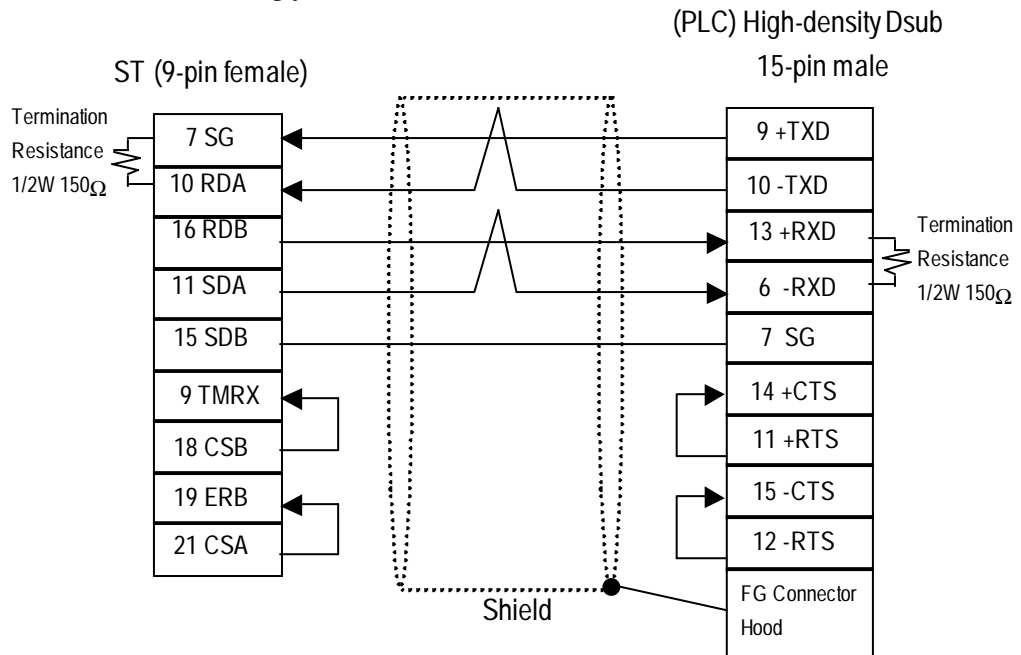 (PLC) High-density Dsub
15-pin male
ST (9-pin female)
Termination
Resistance
1/2W 150Ω
7 SG
10 RDA
16 RDB
11 SDA
15 SDB
9 TMRX
18 CSB
19 ERB
21 CSA
Shield
9 +TXD
10 -TXD
13 +RXD
6 -RXD
7 SG
14 +CTS
11 +RTS
15 -CTS
12 -RTS
FG Connector
Hood
Termination
Resistance
1/2W 150Ω